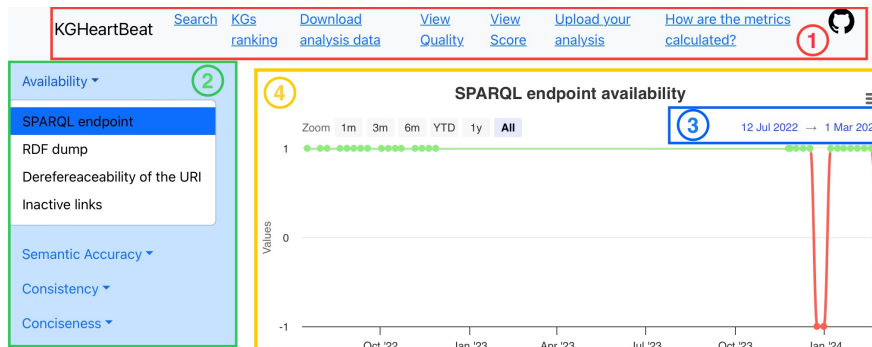 KGHeartBeat
Search KGs Download View View Upload your How are the metrics
ranking analysis data Quality Score analysis calculated?
1
Availability
2
SPARQL endpoint
RDF dump
Derefereaceability of the URI
Inactive links
Semantic Accuracy
Consistency
Conciseness
4
SPARQL endpoint availability
Zoom 1m 3m 6m YTD 1y All
3
12 Jul 2022 → 1 Mar 202
1
Values
0
-1
Oct '22 Jan '23 Apr '23 Jul '23 Oct '23 Jan '24